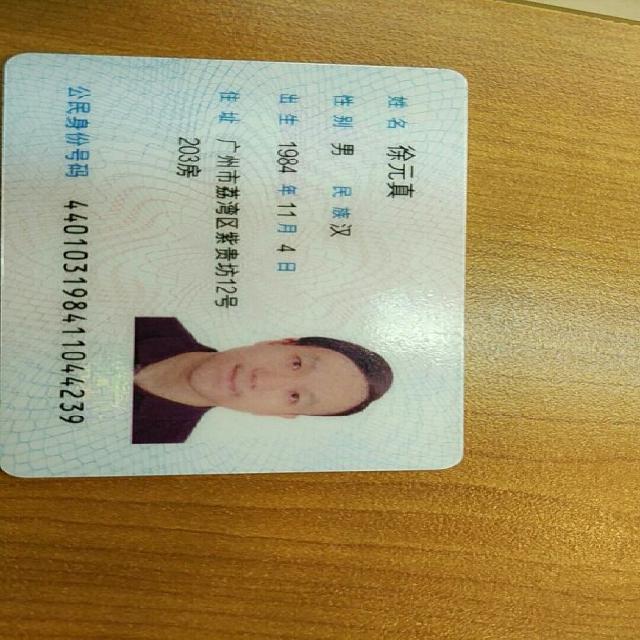 姓名 徐元真
性别 男 民族 汉
出生 1984 年 11 月 4 日
住址 广州市荔湾区紫贵坊12号
203房
公民身份号码 440103198411044239